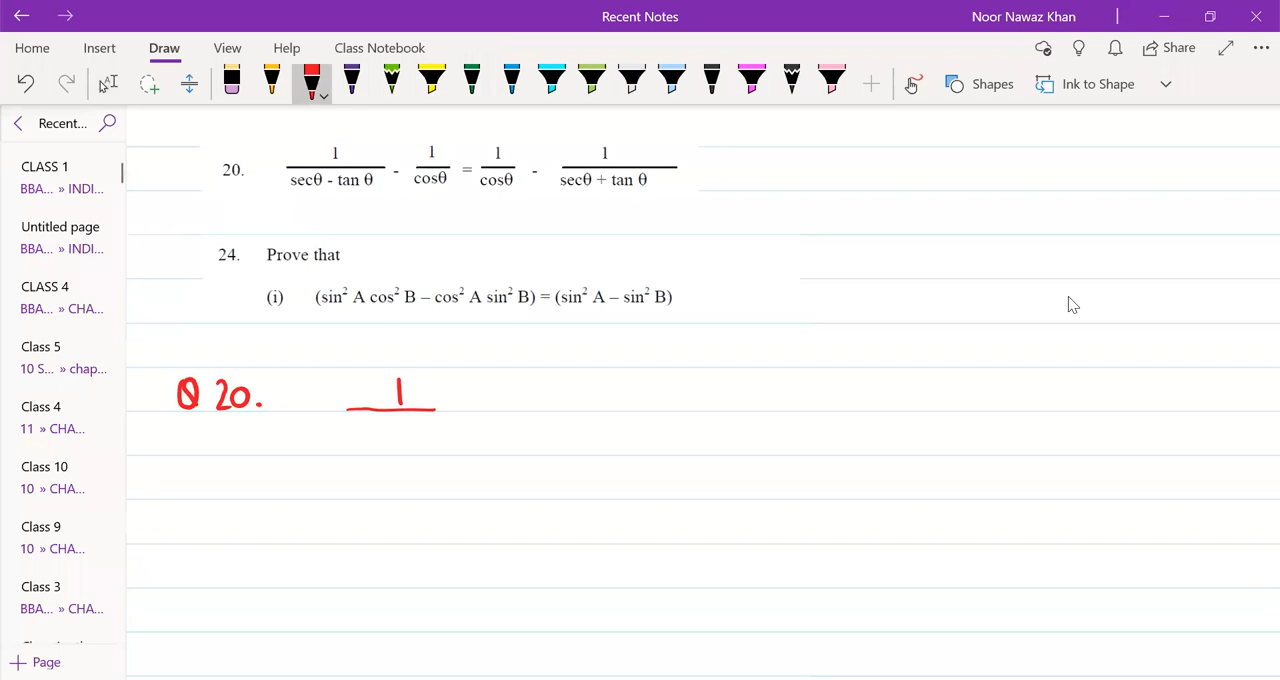 Recent Notes
Noor Nawaz Khan
Home Insert Draw View Help Class Notebook Share
Shapes Ink to Shape
Recent...
CLASS 1
BBA... » INDI...
Untitled page
BBA... » INDI...
CLASS 4
BBA... » CHA...
Class 5
10 S... » chap...
Class 4
11 » CHA...
Class 10
10 » CHA...
Class 9
10 » CHA...
Class 3
BBA... » CHA...
+ Page
20. 1/(secθ - tan θ) - 1/cosθ = 1/cosθ - 1/(secθ + tan θ)
24. Prove that
(i) (sin² A cos² B – cos² A sin² B) = (sin² A – sin² B)
Q 20. 1